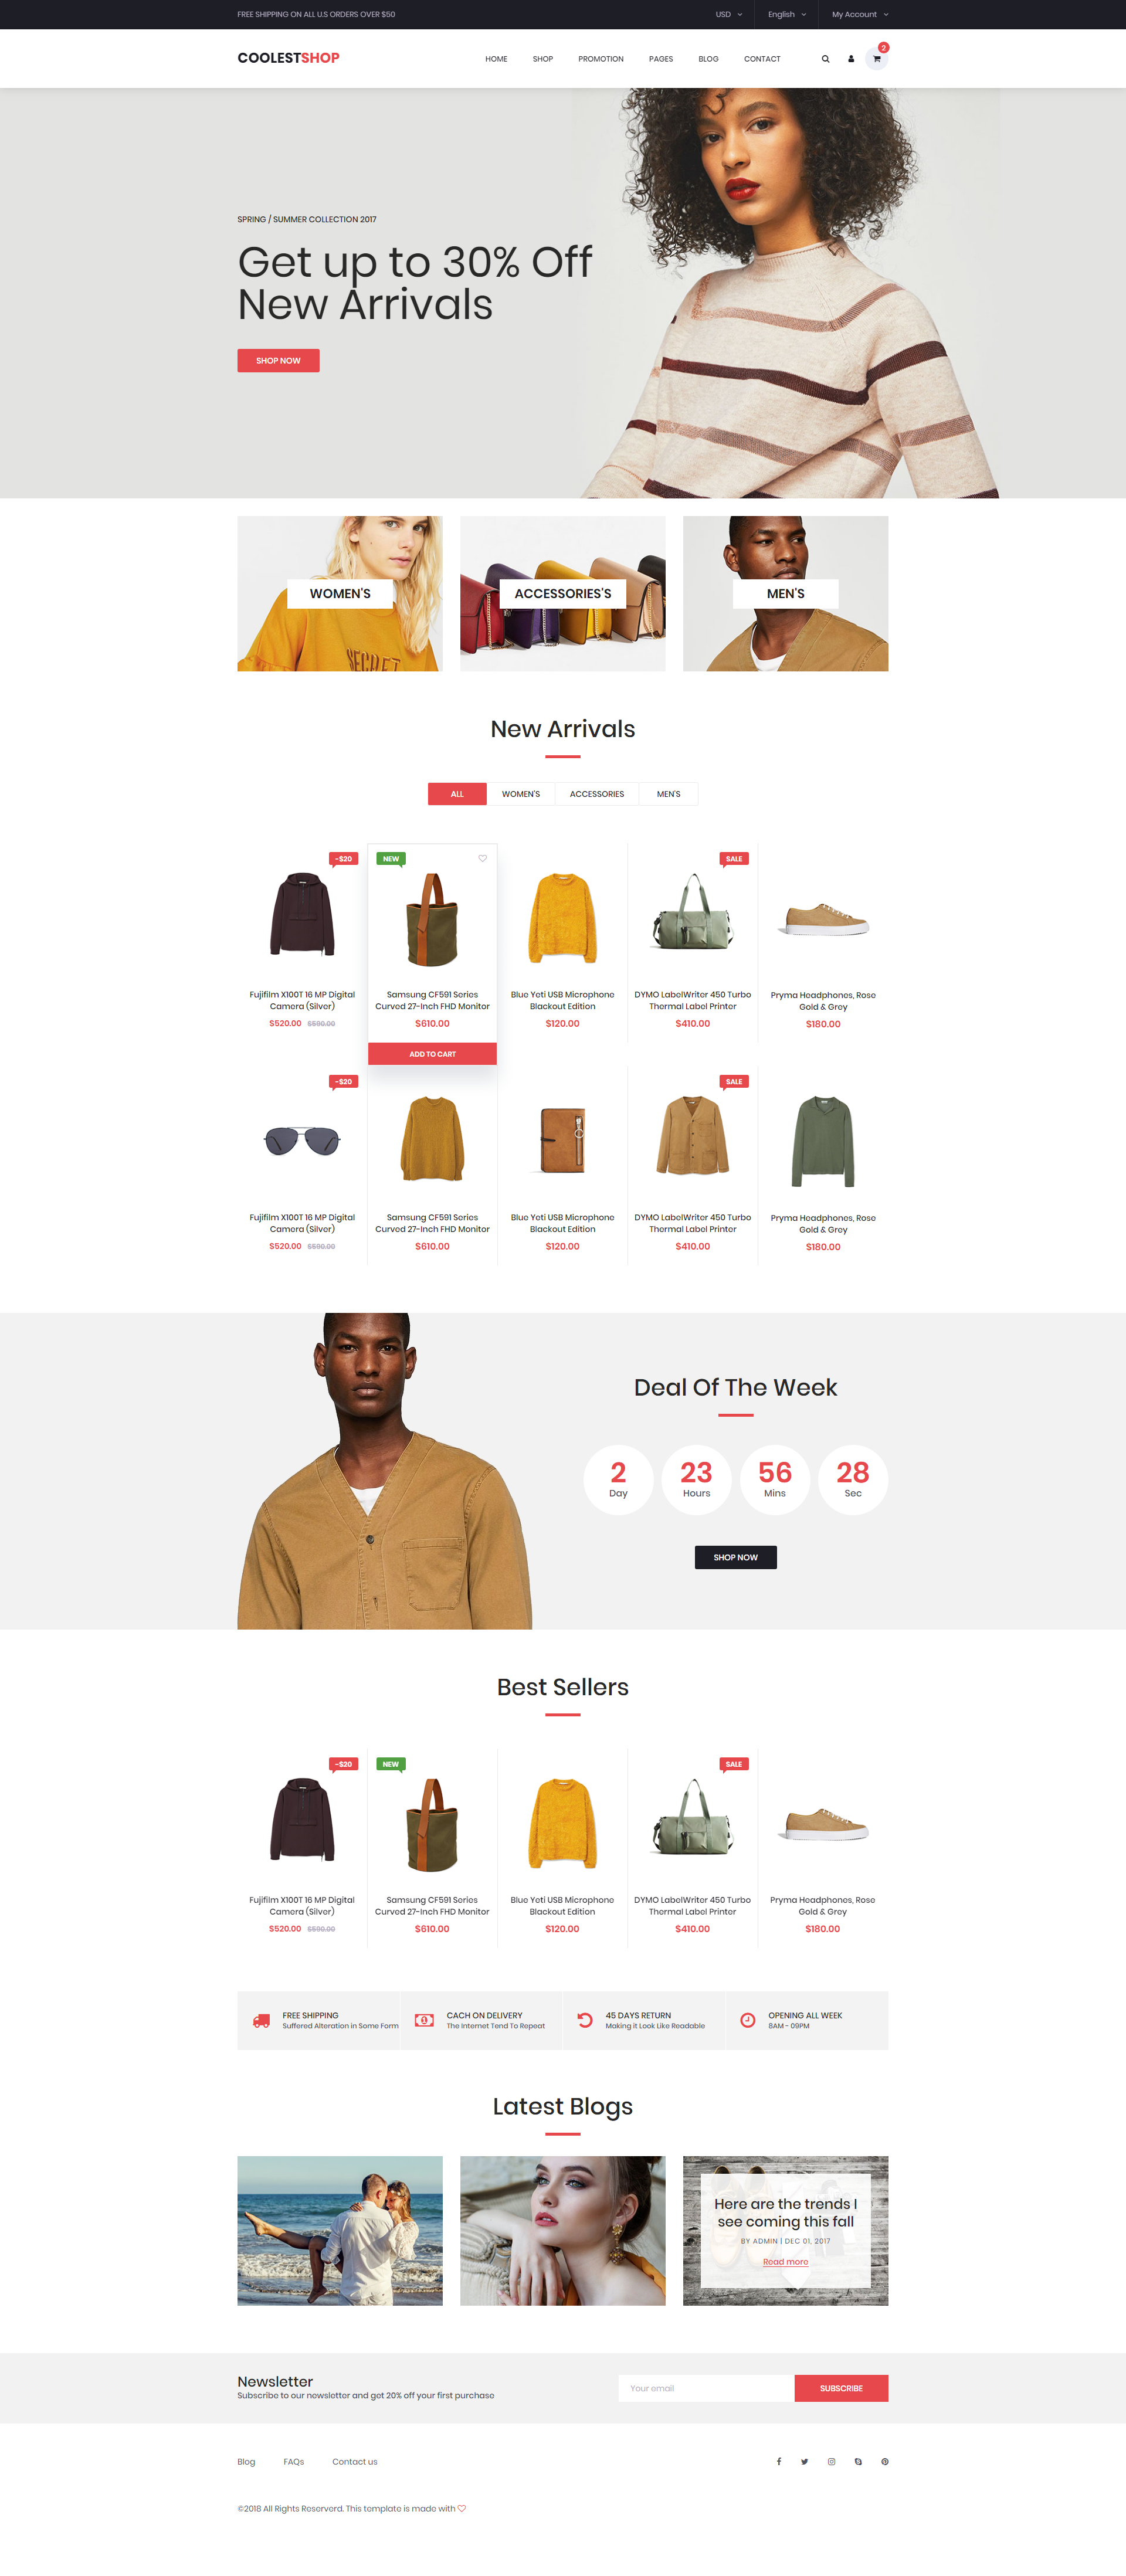 FREE SHIPPING ON ALL U.S ORDERS OVER $50
USD
English
My Account
COOLESTSHOP
HOME
SHOP
PROMOTION
PAGES
BLOG
CONTACT
2
SPRING / SUMMER COLLECTION 2017
Get up to 30% Off
New Arrivals
SHOP NOW
WOMEN'S
ACCESSORIES'S
MEN'S
SECRET
New Arrivals
ALL
WOMEN'S
ACCESSORIES
MEN'S
-$20
Fujifilm X100T 16 MP Digital
Camera (Silver)
$520.00 $590.00
NEW
Samsung CF591 Series
Curved 27-Inch FHD Monitor
$610.00
ADD TO CART
Blue Yeti USB Microphone
Blackout Edition
$120.00
SALE
DYMO LabelWriter 450 Turbo
Thermal Label Printer
$410.00
Pryma Headphones, Rose
Gold & Grey
$180.00
-$20
Fujifilm X100T 16 MP Digital
Camera (Silver)
$520.00 $590.00
Samsung CF591 Series
Curved 27-Inch FHD Monitor
$610.00
Blue Yeti USB Microphone
Blackout Edition
$120.00
SALE
DYMO LabelWriter 450 Turbo
Thermal Label Printer
$410.00
Pryma Headphones, Rose
Gold & Grey
$180.00
Deal Of The Week
2
Day
23
Hours
56
Mins
28
Sec
SHOP NOW
Best Sellers
-$20
Fujifilm X100T 16 MP Digital
Camera (Silver)
$520.00 $590.00
NEW
Samsung CF591 Series
Curved 27-Inch FHD Monitor
$610.00
Blue Yeti USB Microphone
Blackout Edition
$120.00
SALE
DYMO LabelWriter 450 Turbo
Thermal Label Printer
$410.00
Pryma Headphones, Rose
Gold & Grey
$180.00
FREE SHIPPING
Suffered Alteration in Some Form
CACH ON DELIVERY
The Internet Tend To Repeat
45 DAYS RETURN
Making it Look Like Readable
OPENING ALL WEEK
8AM - 09PM
Latest Blogs
Here are the trends I
see coming this fall
BY ADMIN | DEC 01, 2017
Read more
Newsletter
Subscribe to our newsletter and get 20% off your first purchase
Your email
SUBSCRIBE
Blog
FAQs
Contact us
©2018 All Rights Reserverd. This template is made with